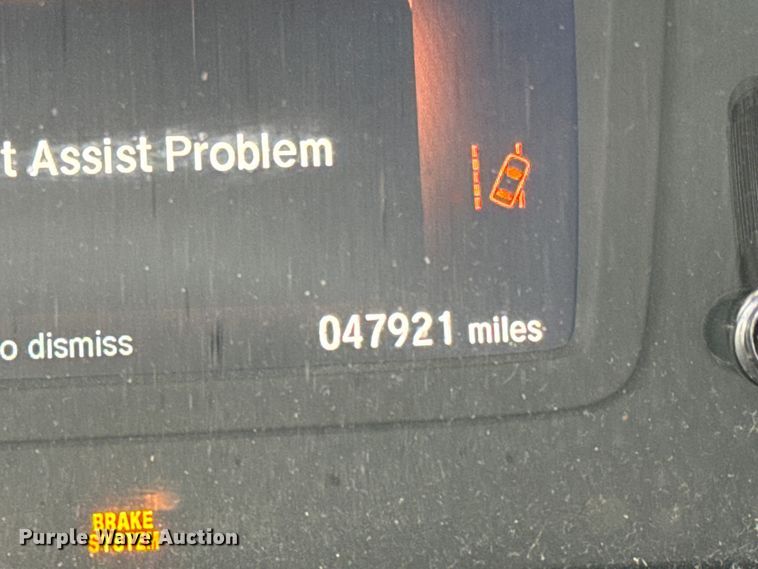 t Assist Problem
o dismiss
047921 miles
BRAKE
SYSTEM
Purple Wave Auction